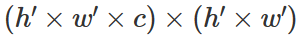 (h′ × w′ × c) × (h′ × w′)